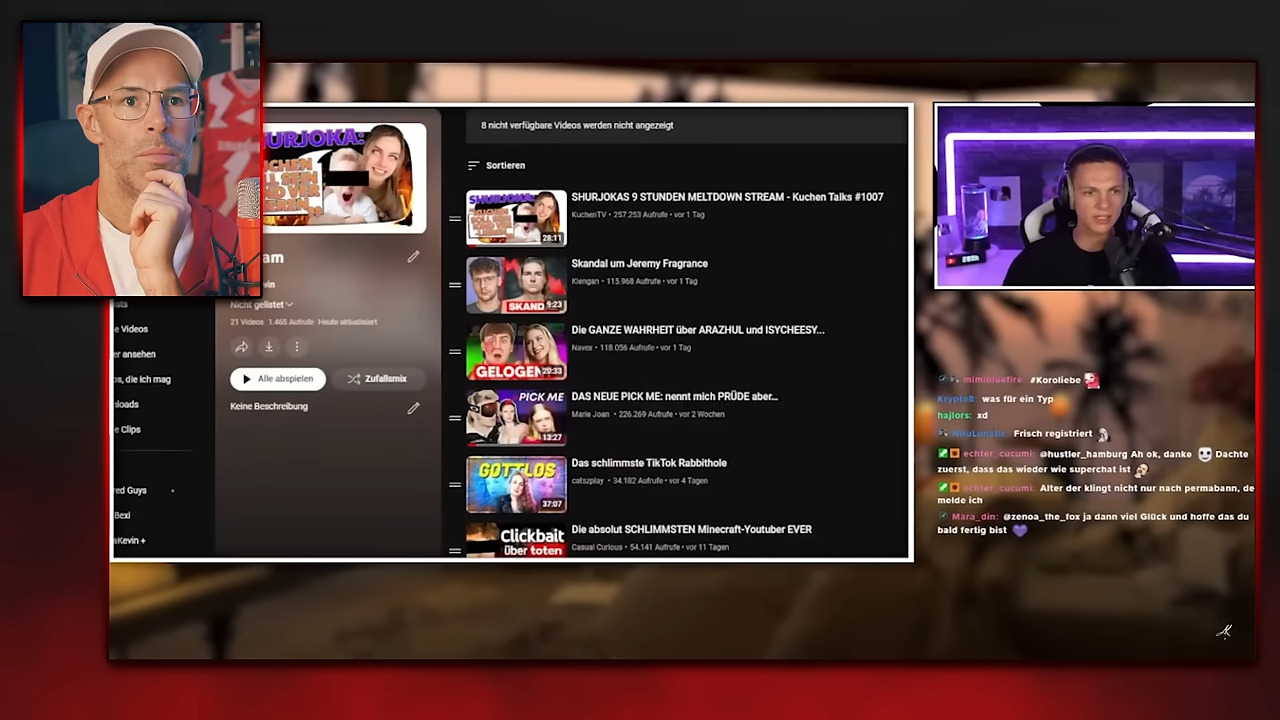 8 nicht verfügbare Videos werden nicht angezeigt
Sortieren
SHURJOKAS 9 STUNDEN MELTDOWN STREAM - Kuchen Talks #1007
KuchenTV • 257.253 Aufrufe • vor 1 Tag
28:11
Skandal um Jeremy Fragrance
Klengan • 115.968 Aufrufe • vor 1 Tag
SKAND
9:23
Die GANZE WAHRHEIT über ARAZHUL und ISYCHEESY...
Navex • 118.056 Aufrufe • vor 1 Tag
GELOGEN
20:33
DAS NEUE PICK ME: nennt mich PRÜDE aber...
Marie Joan • 226.269 Aufrufe • vor 2 Wochen
PICK ME
13:27
Das schlimmste TikTok Rabbithole
catszplay • 34.182 Aufrufe • vor 4 Tagen
GOTTLOS
37:07
Die absolut SCHLIMMSTEN Minecraft-Youtuber EVER
Casual Curious • 54.141 Aufrufe • vor 11 Tagen
Clickbait
über toten
URJOKA:
am
vin
Nicht gelistet
21 Videos 1.465 Aufrufe Heute aktualisiert
Alle abspielen
Zufallsmix
Keine Beschreibung
e Videos
er ansehen
os, die ich mag
nloads
e Clips
red Guys
Bexi
aKevin +
mimibluefire #Koroliebe
Krypto8: was für ein Typ
hajlors: xd
NiruLunatic: Frisch registriert
echter_cucumi: @hustler_hamburg Ah ok, danke Dachte
zuerst, dass das wieder wie superchat ist
echter_cucumi: Alter der klingt nicht nur nach permabann, de
melde ich
Mara_din: @zenoa_the_fox ja dann viel Glück und hoffe das du
bald fertig bist